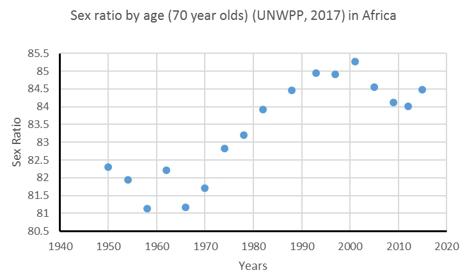 Sex ratio by age (70 year olds) (UNWPP, 2017) in Africa
85.5
85
84.5
84
83.5
83
82.5
82
81.5
81
80.5
Sex Ratio
1940 1950 1960 1970 1980 1990 2000 2010 2020
Years